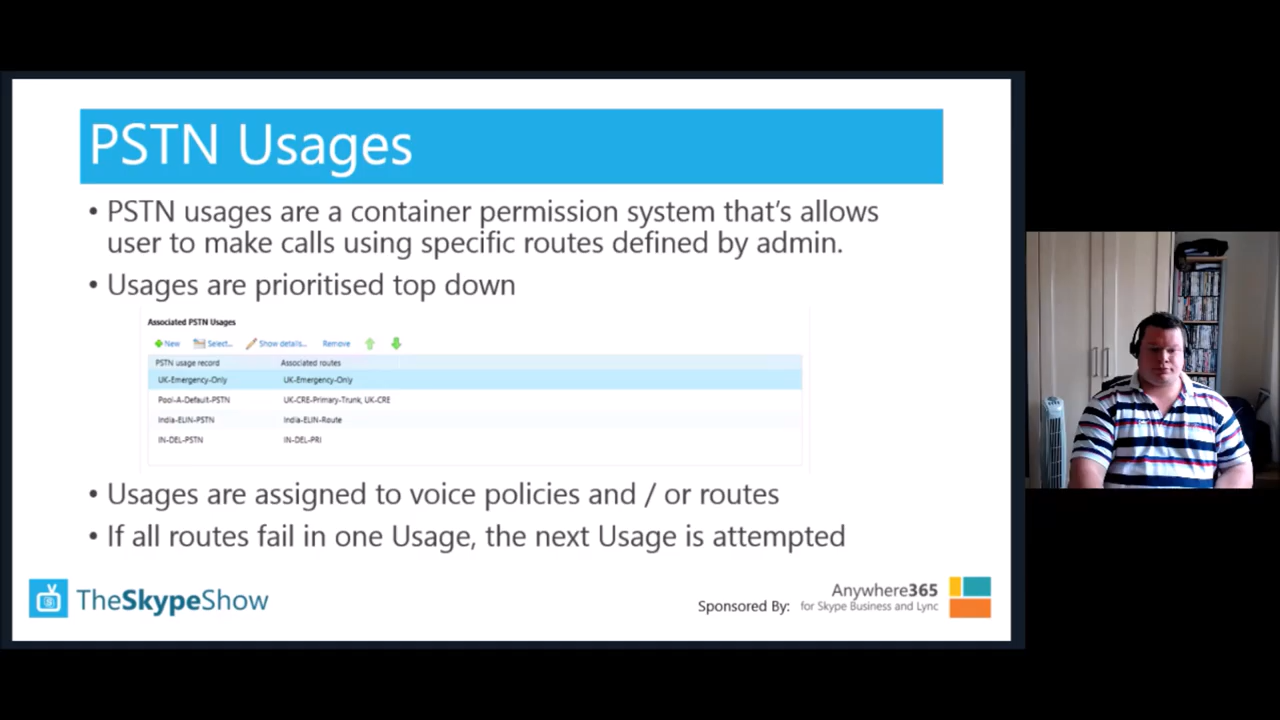 PSTN Usages
• PSTN usages are a container permission system that's allows
user to make calls using specific routes defined by admin.
• Usages are prioritised top down
Associated PSTN Usages
New Select... Show details... Remove
PSTN usage record Associated routes
UK-Emergency-Only UK-Emergency-Only
Pool-A-Default-PSTN UK-CRE-Primary-Trunk, UK-CRE
India-ELIN-PSTN India-ELIN-Route
IN-DEL-PSTN IN-DEL-PRI
• Usages are assigned to voice policies and / or routes
• If all routes fail in one Usage, the next Usage is attempted
TheSkypeShow
Sponsored By:
Anywhere365
for Skype Business and Lync